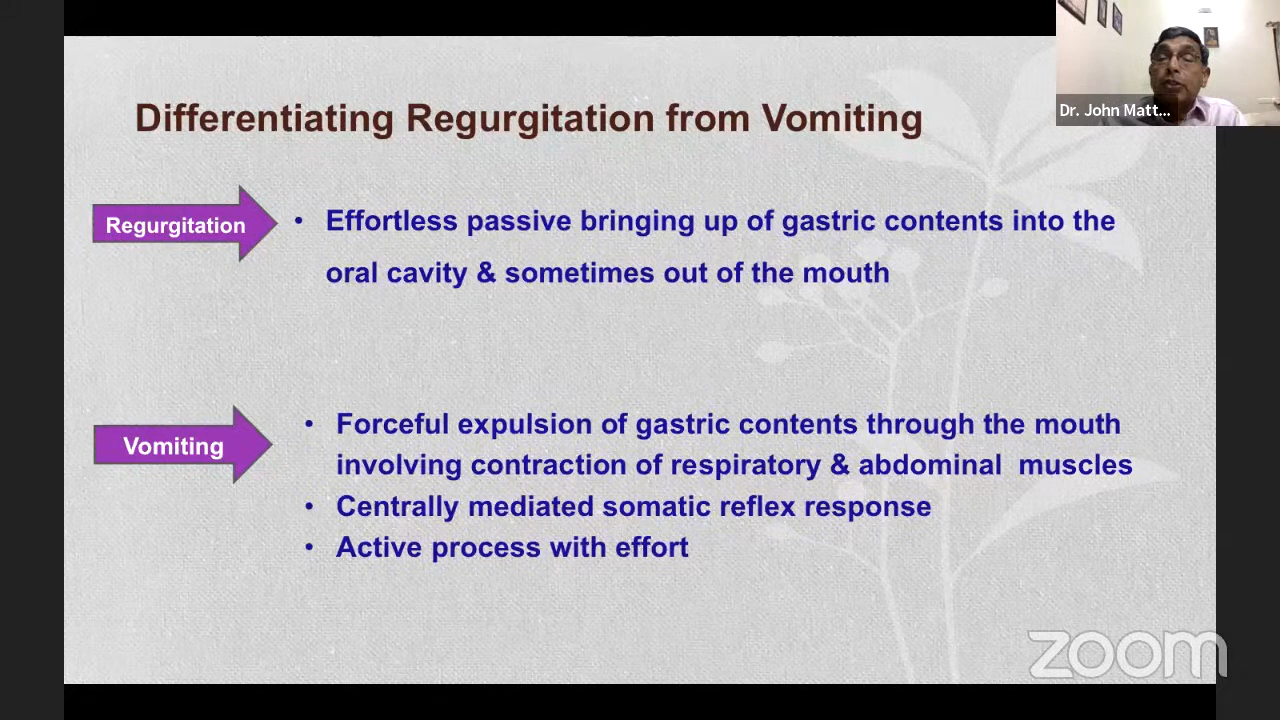 Differentiating Regurgitation from Vomiting
Dr. John Matt...
Regurgitation
• Effortless passive bringing up of gastric contents into the
oral cavity & sometimes out of the mouth
Vomiting
• Forceful expulsion of gastric contents through the mouth
involving contraction of respiratory & abdominal muscles
• Centrally mediated somatic reflex response
• Active process with effort
zoom